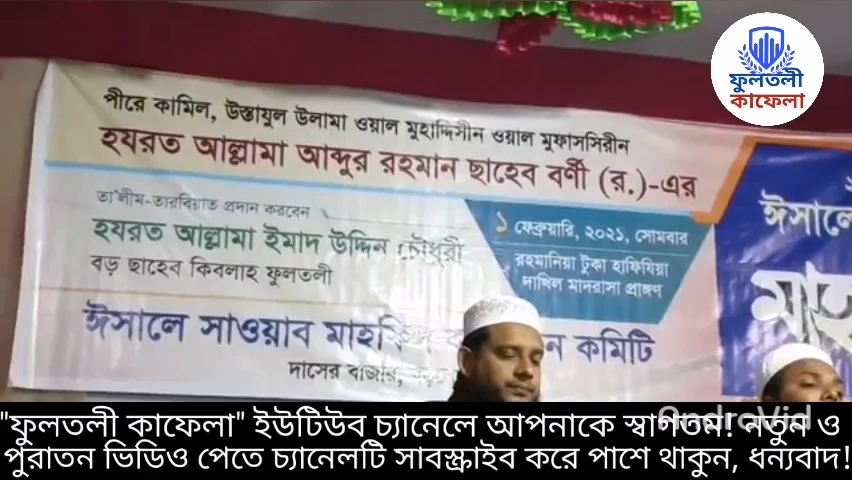 ফুলতলী
কাফেলা
পীরে কামিল, উস্তাযুল উলামা ওয়াল মুহাদ্দিসীন ওয়াল মুফাসসিরীন
হযরত আল্লামা আব্দুর রহমান ছাহেব বর্ণী (র.)-এর
তা'লীম-তারবিয়াত প্রদান করবেন
হযরত আল্লামা ইমাদ উদ্দিন চৌধুরী
বড় ছাহেব কিবলাহ ফুলতলী
১ ফেব্রুয়ারি, ২০২১, সোমবার
রহমানিয়া টুকা হাফিযিয়া
দাখিল মাদরাসা প্রাঙ্গণ
ঈসালে সাওয়াব মাহফিল কমিটি
দাসের বাজার,
ঈসালে
মাহ
AndroVid
"ফুলতলী কাফেলা" ইউটিউব চ্যানেলে আপনাকে স্বাগতম! নতুন ও
পুরাতন ভিডিও পেতে চ্যানেলটি সাবস্ক্রাইব করে পাশে থাকুন, ধন্যবাদ!